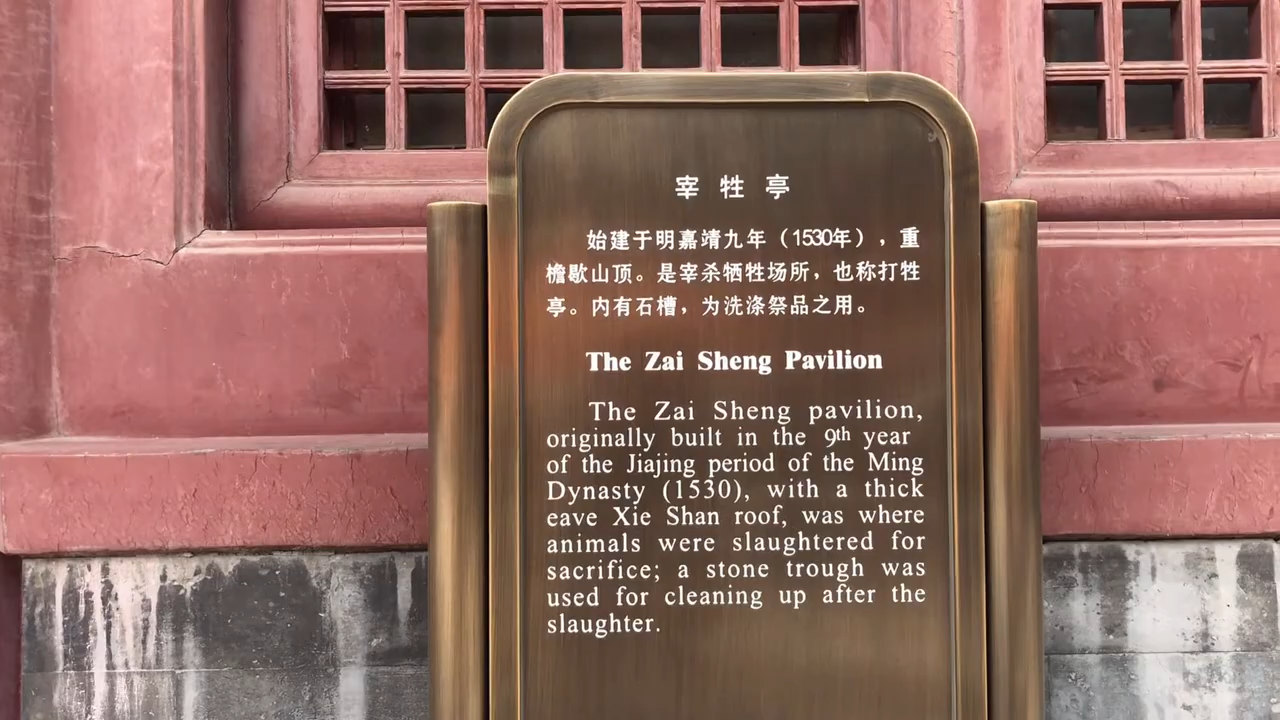 宰牲亭
始建于明嘉靖九年（1530年），重
檐歇山顶。是宰杀牺牲场所，也称打牲
亭。内有石槽，为洗涤祭品之用。
The Zai Sheng Pavilion
The Zai Sheng pavilion,
originally built in the 9th year
of the Jiajing period of the Ming
Dynasty (1530), with a thick
eave Xie Shan roof, was where
animals were slaughtered for
sacrifice; a stone trough was
used for cleaning up after the
slaughter.